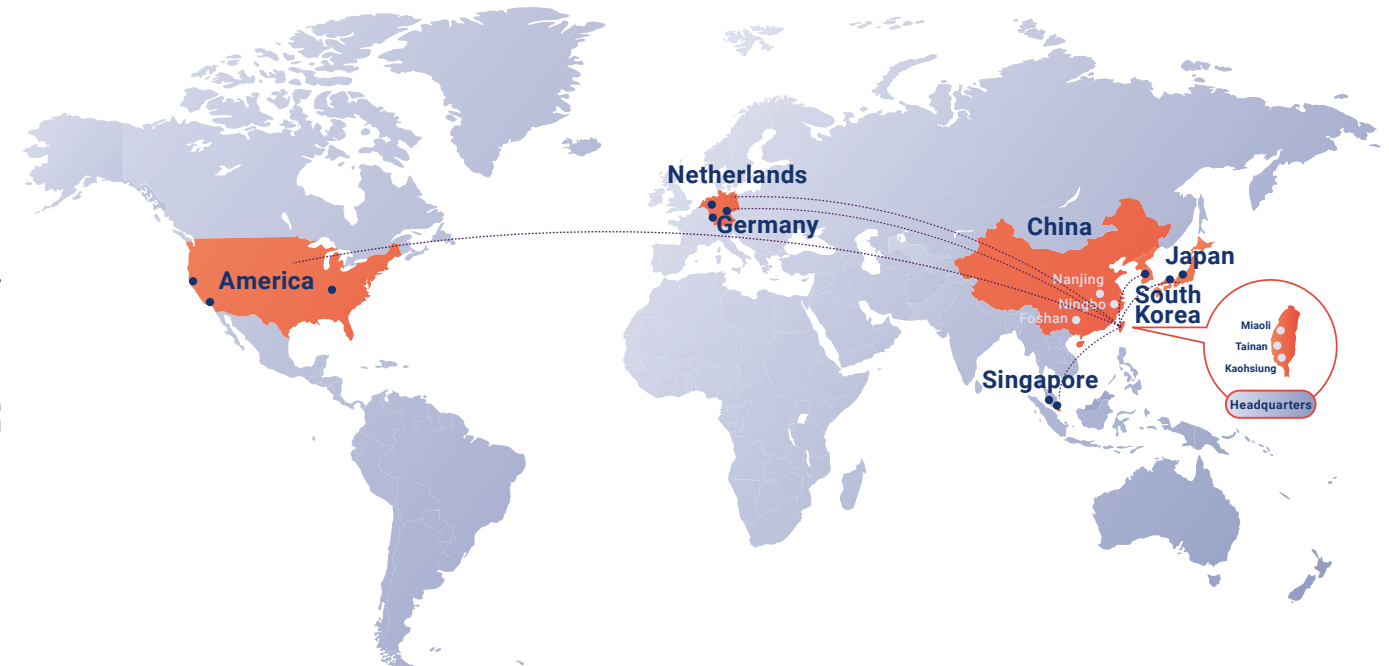 Netherlands
Germany
America
China
Japan
Nanjing
Ningbo
Foshan
South
Korea
Singapore
Miaoli
Tainan
Kaohsiung
Headquarters